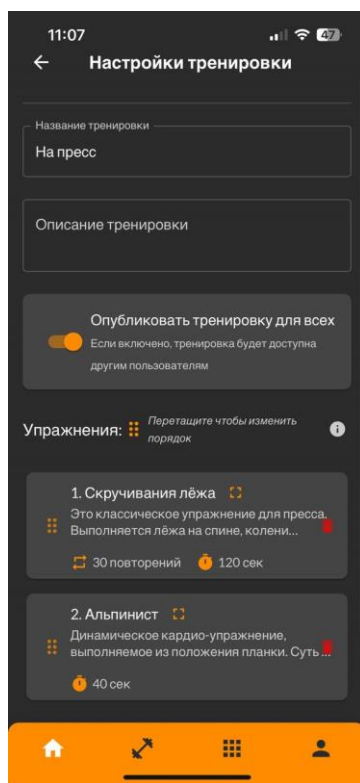 11:07
47
Настройки тренировки
Название тренировки
На пресс
Описание тренировки
Опубликовать тренировку для всех
Если включено, тренировка будет доступна
другим пользователям
Упражнения:
Перетащите чтобы изменить
порядок
1. Скручивания лёжа
Это классическое упражнение для пресса.
Выполняется лёжа на спине, колени...
30 повторений
120 сек
2. Альпинист
Динамическое кардио-упражнение,
выполняемое из положения планки. Суть ...
40 сек